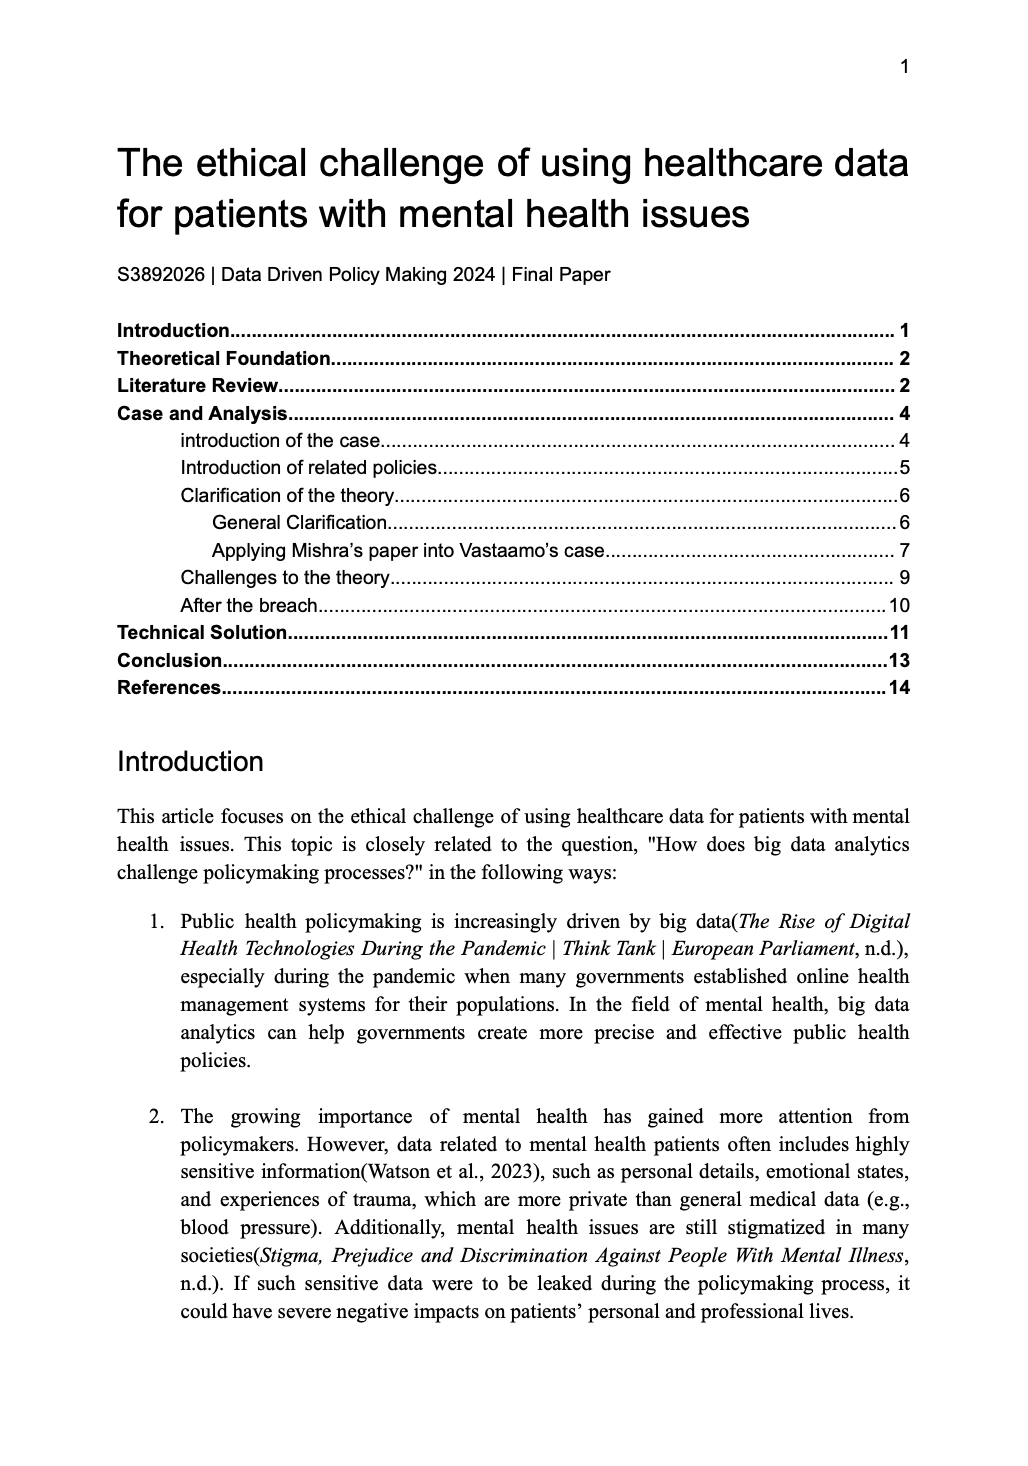 1
The ethical challenge of using healthcare data
for patients with mental health issues
S3892026 | Data Driven Policy Making 2024 | Final Paper
Introduction............................................................................................................................ 1
Theoretical Foundation......................................................................................................... 2
Literature Review................................................................................................................... 2
Case and Analysis................................................................................................................. 4
introduction of the case................................................................................................. 4
Introduction of related policies.......................................................................................5
Clarification of the theory...............................................................................................6
General Clarification................................................................................................ 6
Applying Mishra’s paper into Vastaamo’s case...................................................... 7
Challenges to the theory................................................................................................ 9
After the breach............................................................................................................ 10
Technical Solution.................................................................................................................11
Conclusion.............................................................................................................................13
References............................................................................................................................. 14
Introduction
This article focuses on the ethical challenge of using healthcare data for patients with mental
health issues. This topic is closely related to the question, "How does big data analytics
challenge policymaking processes?" in the following ways:
1. Public health policymaking is increasingly driven by big data(The Rise of Digital
Health Technologies During the Pandemic | Think Tank | European Parliament, n.d.),
especially during the pandemic when many governments established online health
management systems for their populations. In the field of mental health, big data
analytics can help governments create more precise and effective public health
policies.
2. The growing importance of mental health has gained more attention from
policymakers. However, data related to mental health patients often includes highly
sensitive information(Watson et al., 2023), such as personal details, emotional states,
and experiences of trauma, which are more private than general medical data (e.g.,
blood pressure). Additionally, mental health issues are still stigmatized in many
societies(Stigma, Prejudice and Discrimination Against People With Mental Illness,
n.d.). If such sensitive data were to be leaked during the policymaking process, it
could have severe negative impacts on patients’ personal and professional lives.